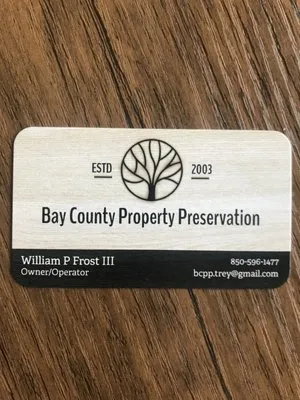 ESTD 2003
Bay County Property Preservation
William P Frost III
Owner/Operator
850-596-1477
bcpp.trey@gmail.com